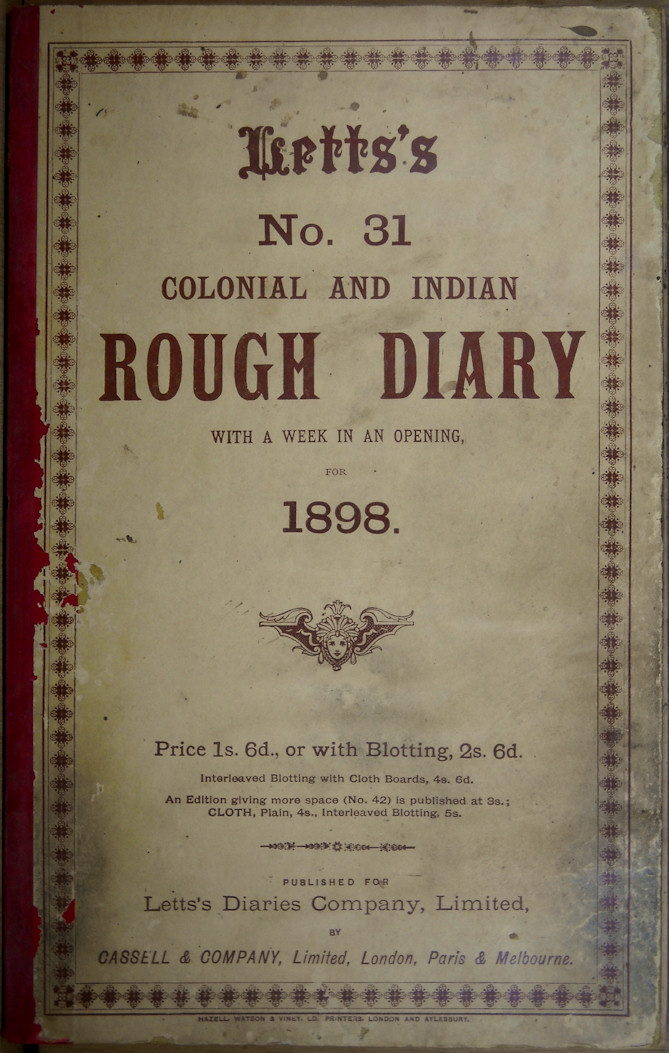 Letts's
No. 31
COLONIAL AND INDIAN
ROUGH DIARY
WITH A WEEK IN AN OPENING,
FOR
1898.
Price 1s. 6d., or with Blotting, 2s. 6d.
Interleaved Blotting with Cloth Boards, 4s. 6d.
An Edition giving more space (No. 42) is published at 3s.;
CLOTH, Plain, 4s., Interleaved Blotting, 5s.
PUBLISHED FOR
Letts's Diaries Company, Limited,
BY
CASSELL & COMPANY, Limited, London, Paris & Melbourne.
HAZELL, WATSON & VINEY, LD. PRINTERS, LONDON AND AYLESBURY.